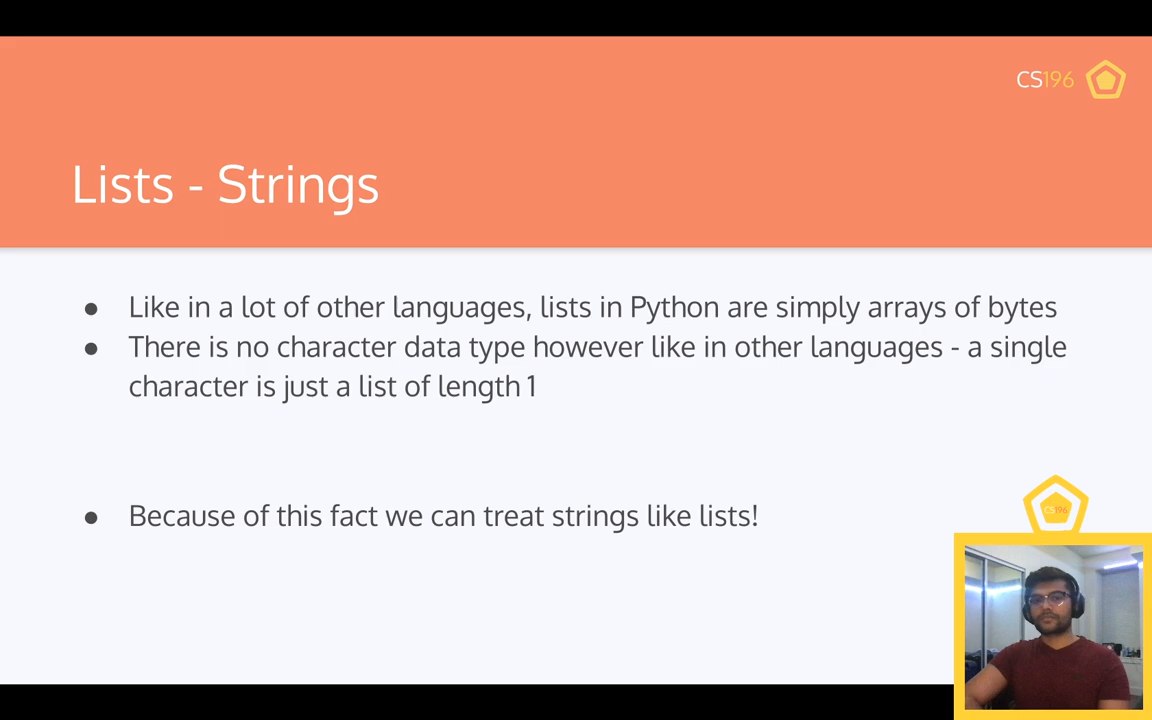 CS196
Lists - Strings
● Like in a lot of other languages, lists in Python are simply arrays of bytes
● There is no character data type however like in other languages - a single
character is just a list of length 1
● Because of this fact we can treat strings like lists!
CS196